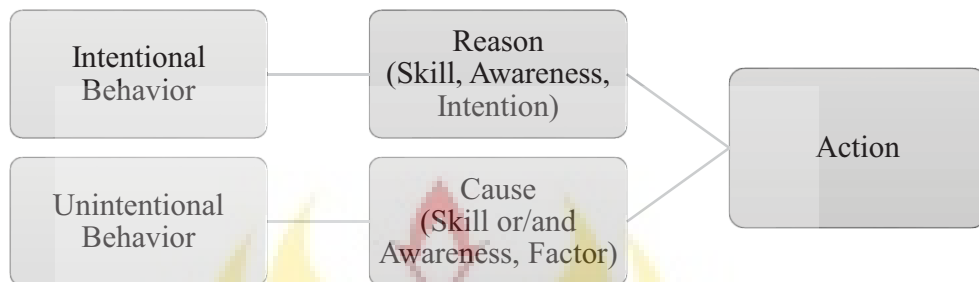 Intentional
Behavior
Reason
(Skill, Awareness,
Intention)
Unintentional
Behavior
Cause
(Skill or/and
Awareness, Factor)
Action